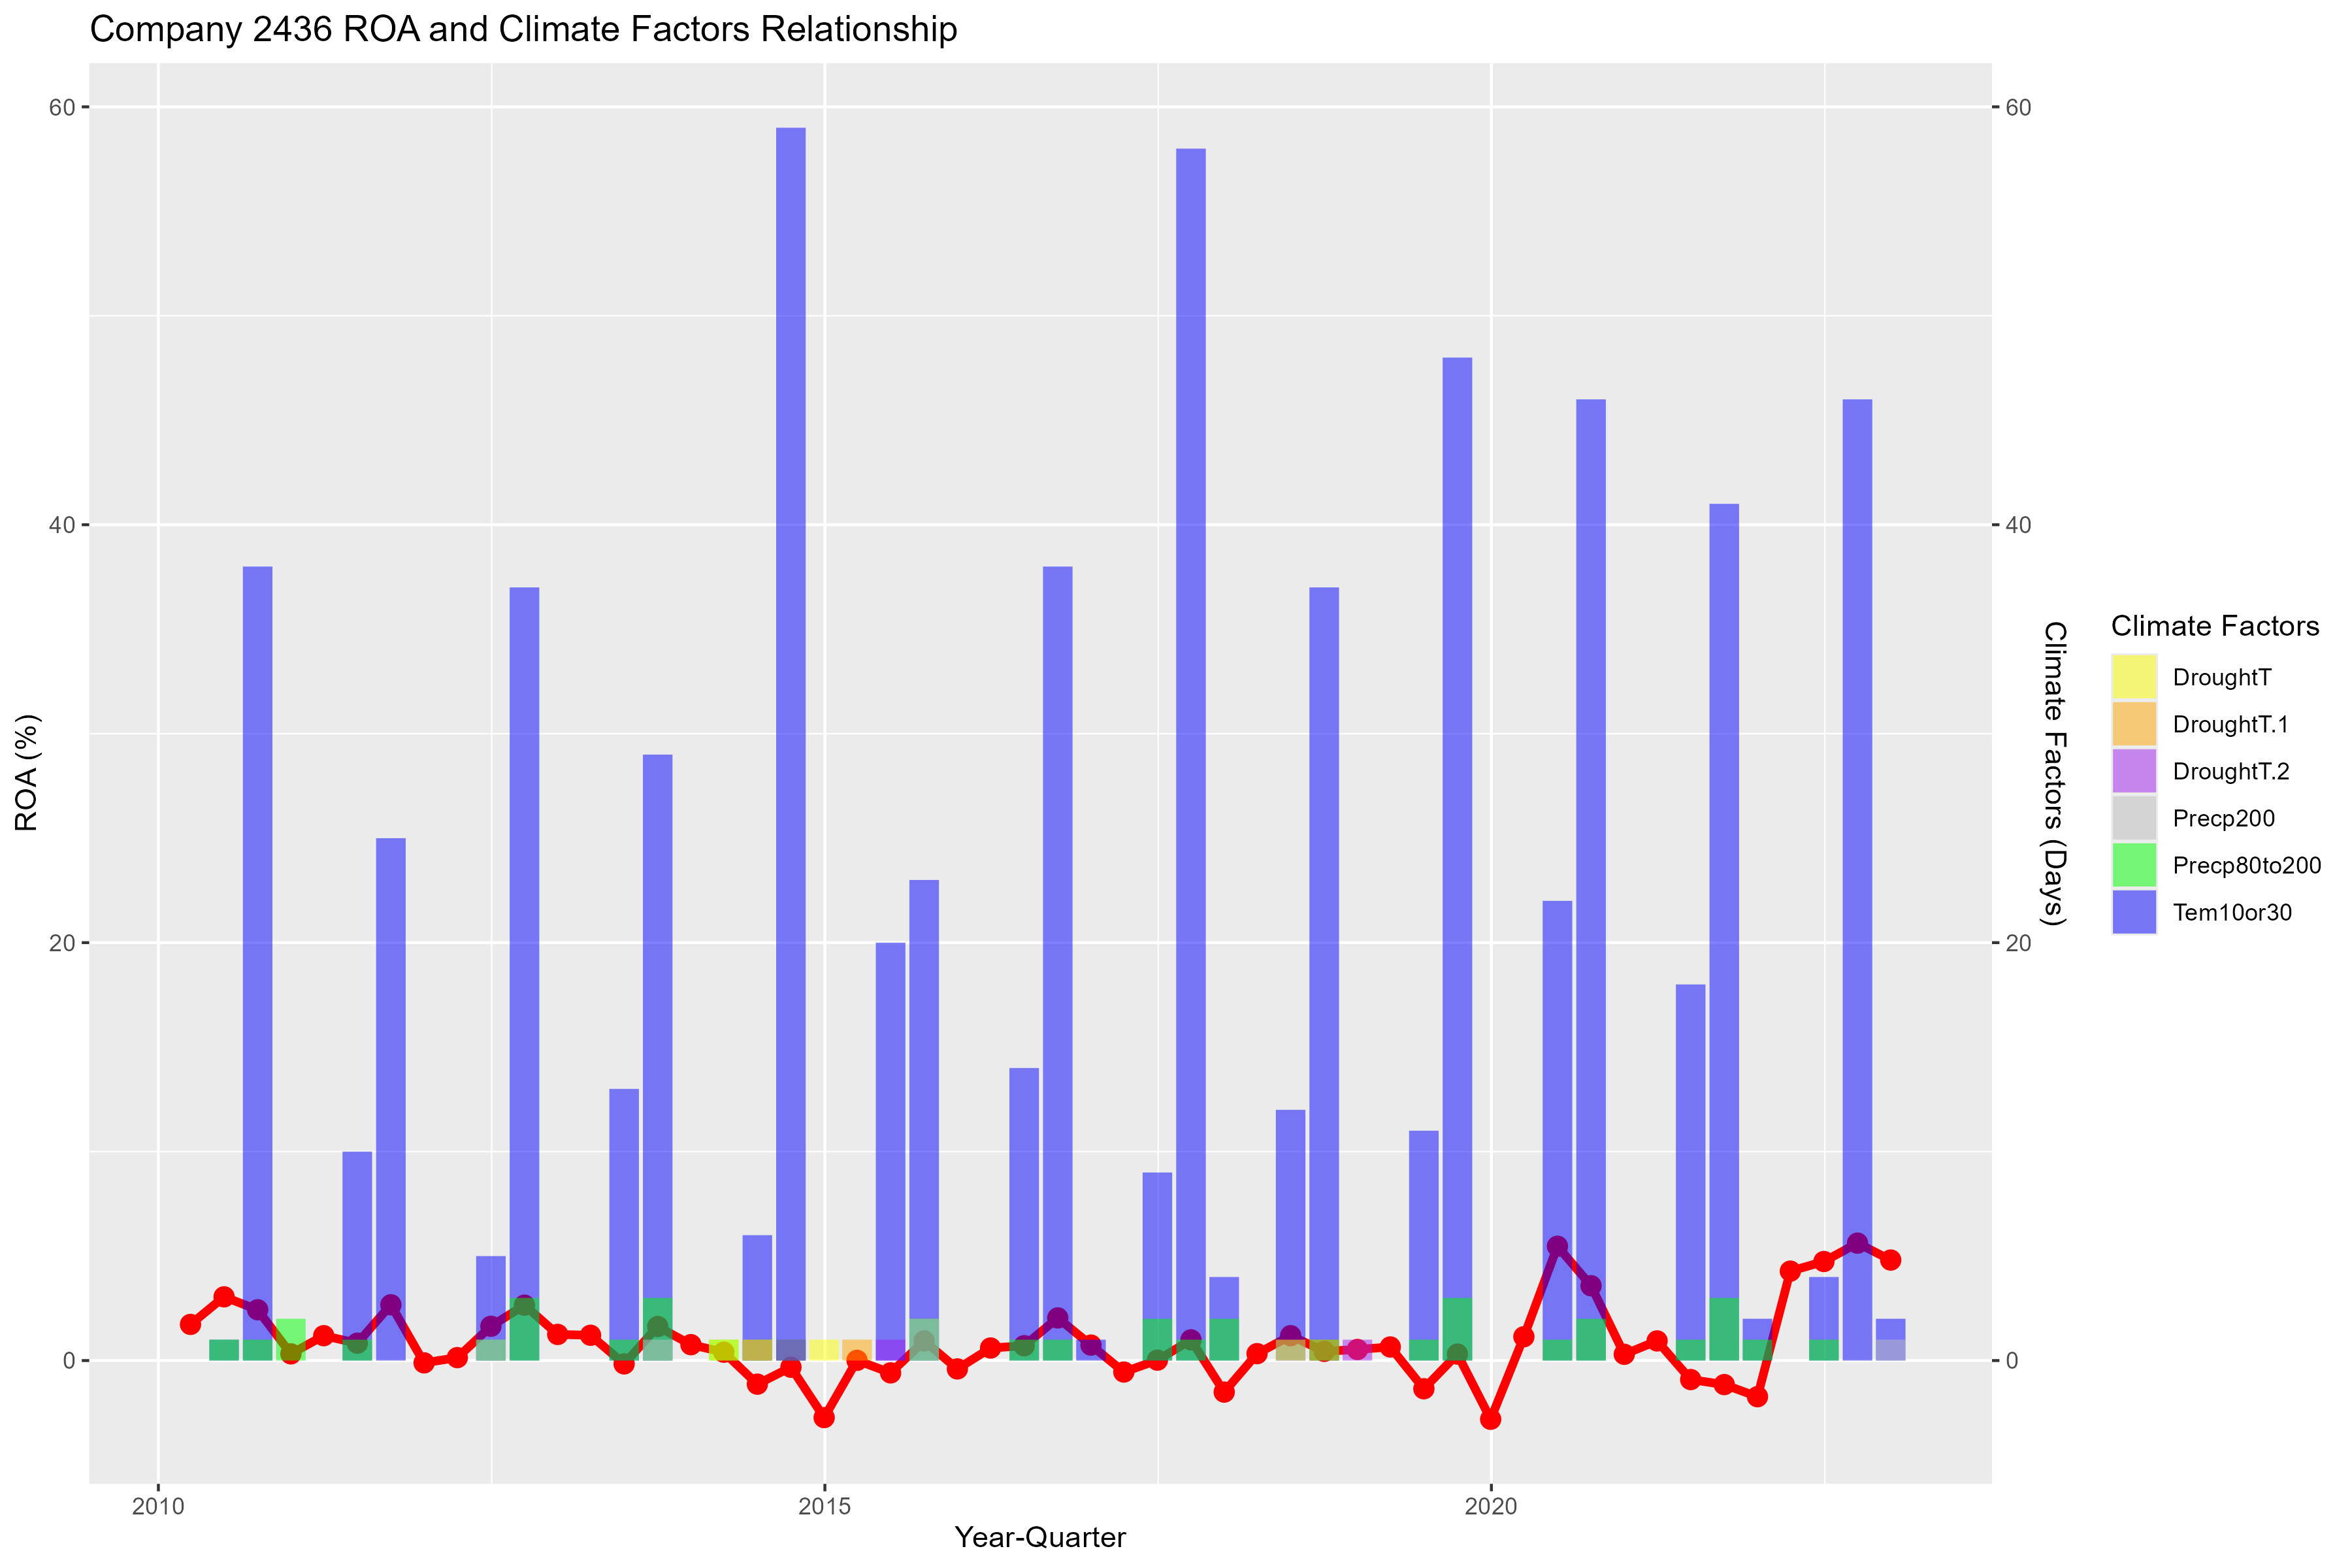 Company 2436 ROA and Climate Factors Relationship
60
40
20
0
ROA (%)
60
40
20
0
Climate Factors (Days)
2010
2015
2020
Year-Quarter
Climate Factors
DroughtT
DroughtT.1
DroughtT.2
Precp200
Precp80to200
Tem10or30